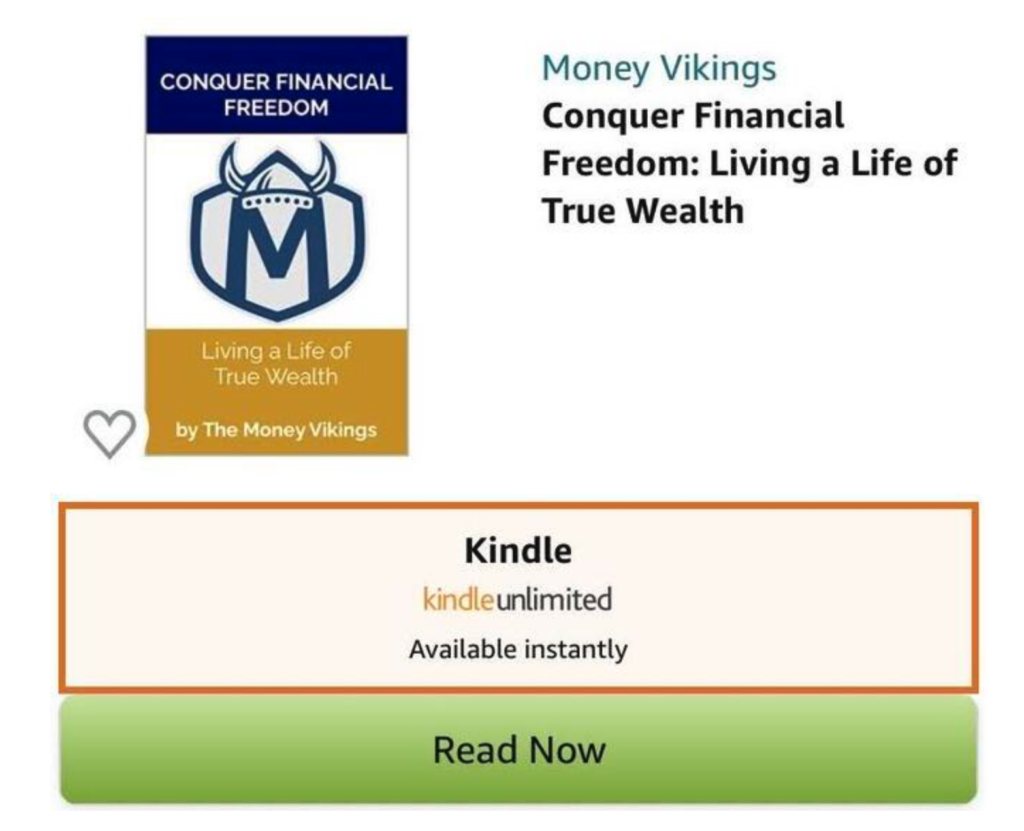 CONQUER FINANCIAL
FREEDOM
M
Living a Life of
True Wealth
by The Money Vikings
Money Vikings
Conquer Financial
Freedom: Living a Life of
True Wealth
Kindle
kindleunlimited
Available instantly
Read Now